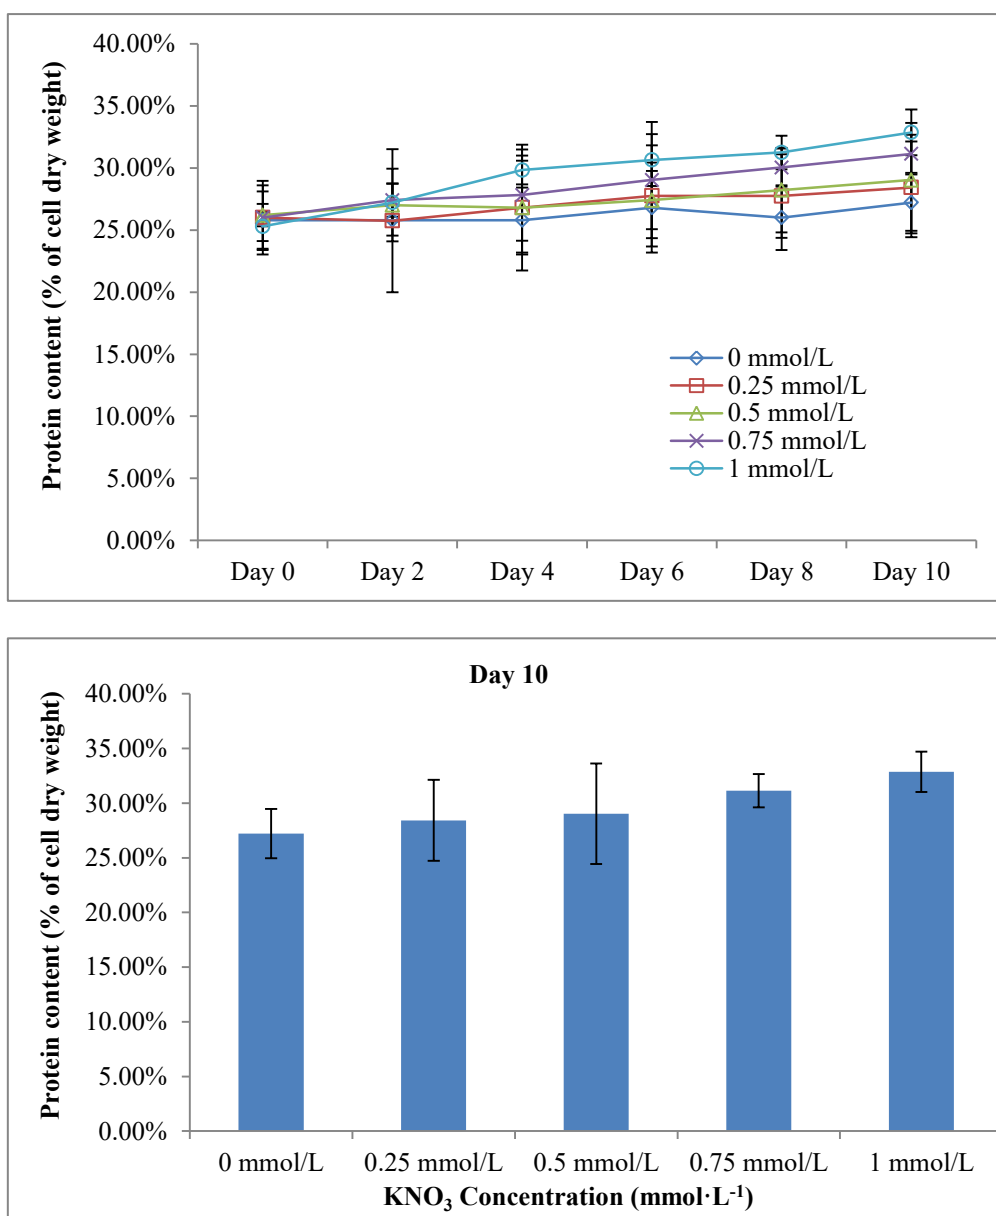 Protein content (% of cell dry weight)
40.00%
35.00%
30.00%
25.00%
20.00%
15.00%
10.00%
5.00%
0.00%
0 mmol/L
0.25 mmol/L
0.5 mmol/L
0.75 mmol/L
1 mmol/L
Day 0 Day 2 Day 4 Day 6 Day 8 Day 10
Day 10
Protein content (% of cell dry weight)
40.00%
35.00%
30.00%
25.00%
20.00%
15.00%
10.00%
5.00%
0.00%
0 mmol/L 0.25 mmol/L 0.5 mmol/L 0.75 mmol/L 1 mmol/L
KNO₃ Concentration (mmol·L⁻¹)